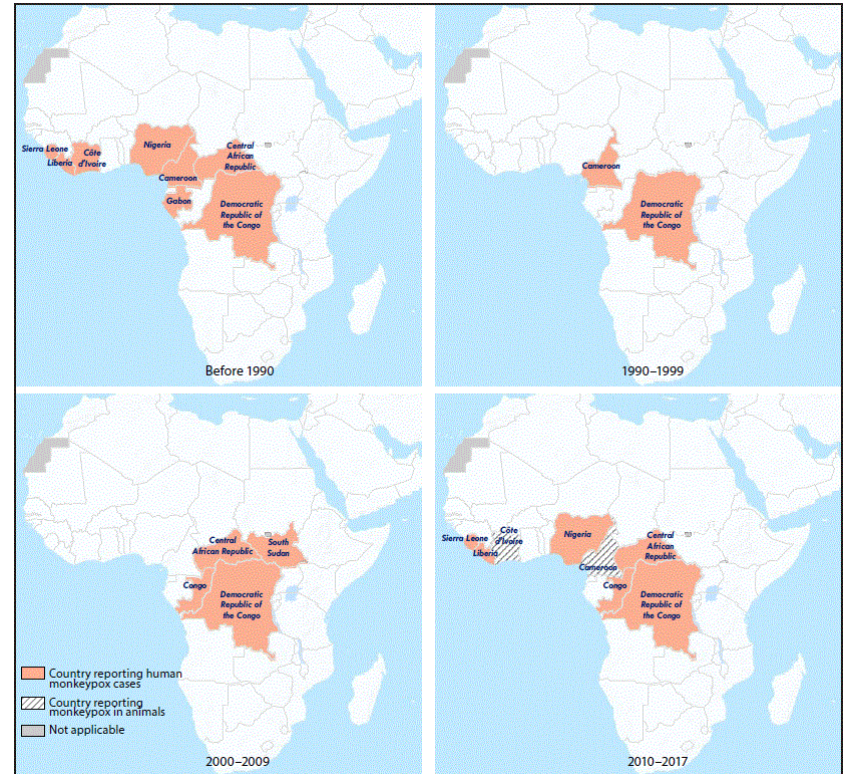 Sierra Leone
Liberia
Côte
d'Ivoire
Nigeria
Cameroon
Central
African
Republic
Gabon
Democratic
Republic of
the Congo
Before 1990
Cameroon
Democratic
Republic of
the Congo
1990–1999
Central
African Republic
South
Sudan
Congo
Democratic
Republic of
the Congo
Country reporting human
monkeypox cases
Country reporting
monkeypox in animals
Not applicable
2000–2009
Sierra Leone
Liberia
Côte
d'Ivoire
Nigeria
Cameroon
Central
African
Republic
Congo
Democratic
Republic of
the Congo
2010–2017